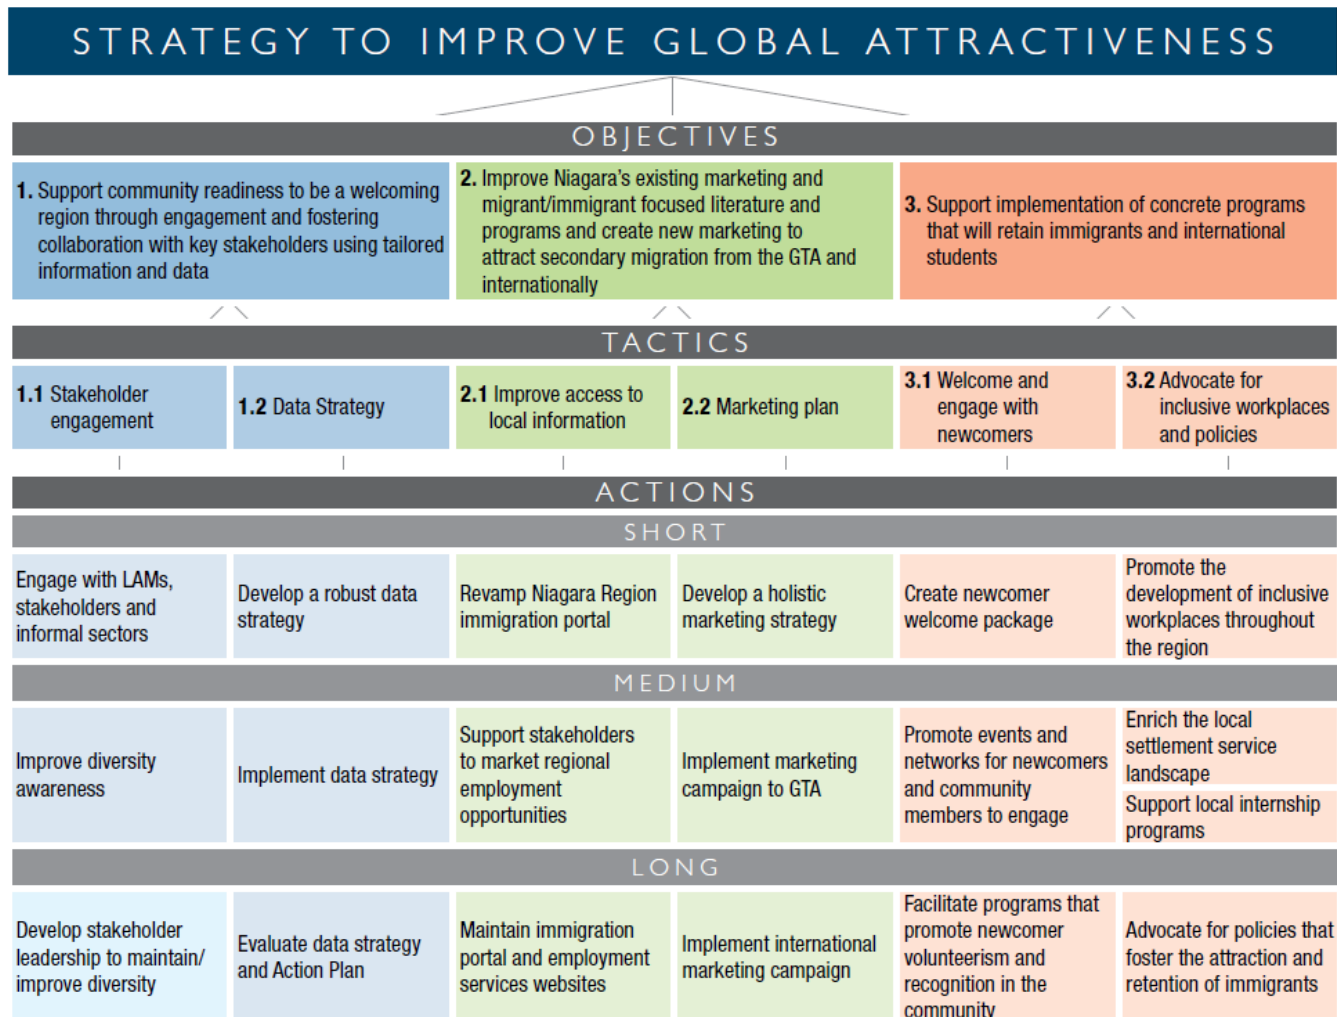 STRATEGY TO IMPROVE GLOBAL ATTRACTIVENESS
OBJECTIVES
1. Support community readiness to be a welcoming
region through engagement and fostering
collaboration with key stakeholders using tailored
information and data
2. Improve Niagara's existing marketing and
migrant/immigrant focused literature and
programs and create new marketing to
attract secondary migration from the GTA and
internationally
3. Support implementation of concrete programs
that will retain immigrants and international
students
TACTICS
1.1 Stakeholder
engagement
1.2 Data Strategy
2.1 Improve access to
local information
2.2 Marketing plan
3.1 Welcome and
engage with
newcomers
3.2 Advocate for
inclusive workplaces
and policies
ACTIONS
SHORT
Engage with LAMs,
stakeholders and
informal sectors
Develop a robust data
strategy
Revamp Niagara Region
immigration portal
Develop a holistic
marketing strategy
Create newcomer
welcome package
Promote the
development of inclusive
workplaces throughout
the region
MEDIUM
Improve diversity
awareness
Implement data strategy
Support stakeholders
to market regional
employment
opportunities
Implement marketing
campaign to GTA
Promote events and
networks for newcomers
and community
members to engage
Enrich the local
settlement service
landscape
Support local internship
programs
LONG
Develop stakeholder
leadership to maintain/
improve diversity
Evaluate data strategy
and Action Plan
Maintain immigration
portal and employment
services websites
Implement international
marketing campaign
Facilitate programs that
promote newcomer
volunteerism and
recognition in the
community
Advocate for policies that
foster the attraction and
retention of immigrants